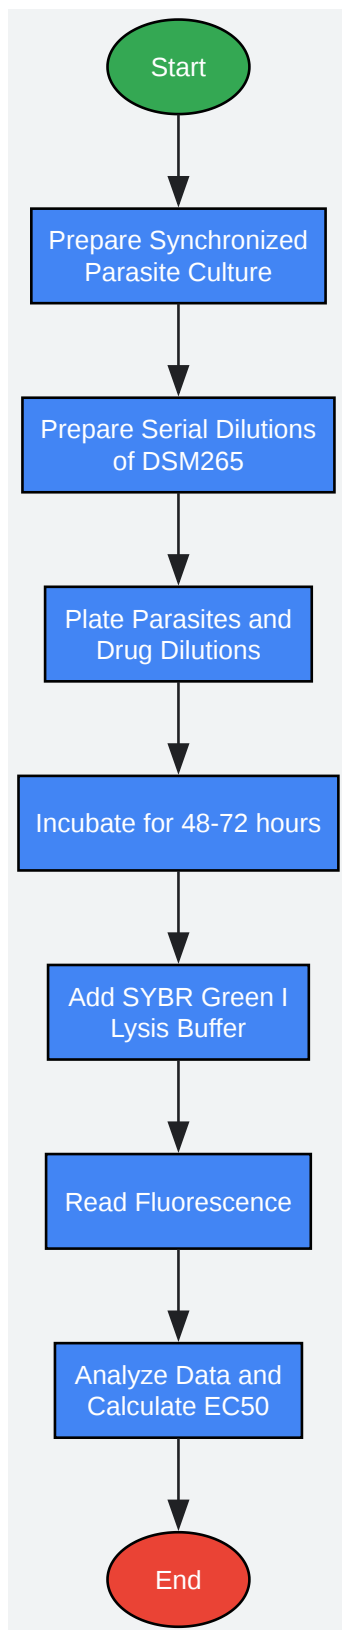 Start
Prepare Synchronized
Parasite Culture
Prepare Serial Dilutions
of DSM265
Plate Parasites and
Drug Dilutions
Incubate for 48-72 hours
Add SYBR Green I
Lysis Buffer
Read Fluorescence
Analyze Data and
Calculate EC50
End